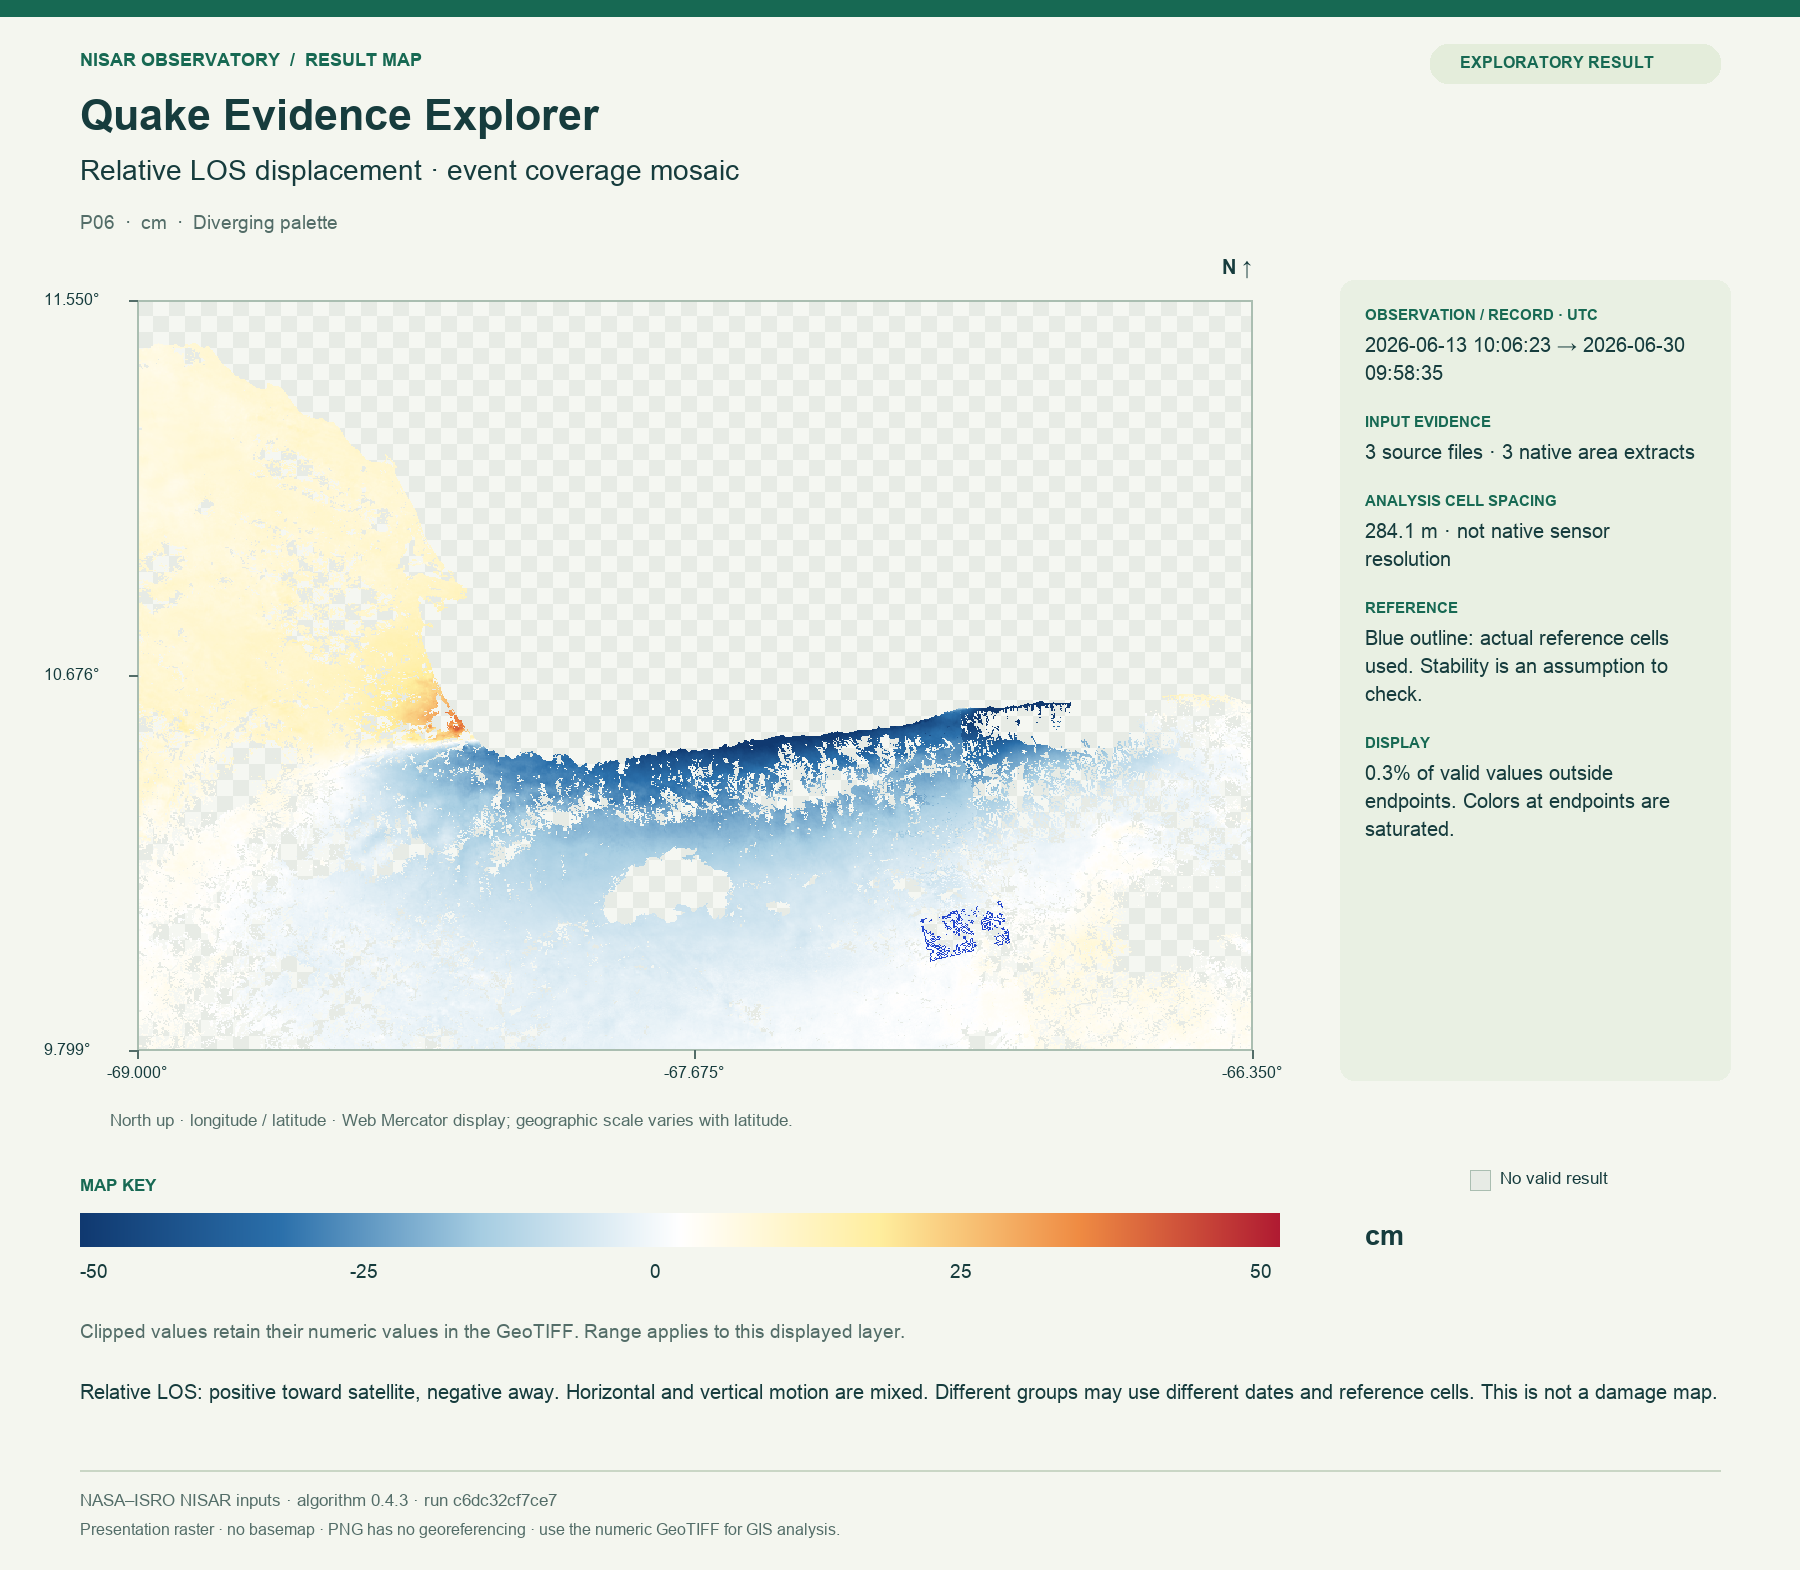 NISAR OBSERVATORY / RESULT MAP
EXPLORATORY RESULT
Quake Evidence Explorer
Relative LOS displacement · event coverage mosaic
P06 · cm · Diverging palette
N ↑
11.550°
10.676°
9.799°
-69.000°
-67.675°
-66.350°
OBSERVATION / RECORD · UTC
2026-06-13 10:06:23 → 2026-06-30
09:58:35
INPUT EVIDENCE
3 source files · 3 native area extracts
ANALYSIS CELL SPACING
284.1 m · not native sensor
resolution
REFERENCE
Blue outline: actual reference cells
used. Stability is an assumption to
check.
DISPLAY
0.3% of valid values outside
endpoints. Colors at endpoints are
saturated.
North up · longitude / latitude · Web Mercator display; geographic scale varies with latitude.
MAP KEY
No valid result
cm
-50
-25
0
25
50
Clipped values retain their numeric values in the GeoTIFF. Range applies to this displayed layer.
Relative LOS: positive toward satellite, negative away. Horizontal and vertical motion are mixed. Different groups may use different dates and reference cells. This is not a damage map.
NASA–ISRO NISAR inputs · algorithm 0.4.3 · run c6dc32cf7ce7
Presentation raster · no basemap · PNG has no georeferencing · use the numeric GeoTIFF for GIS analysis.